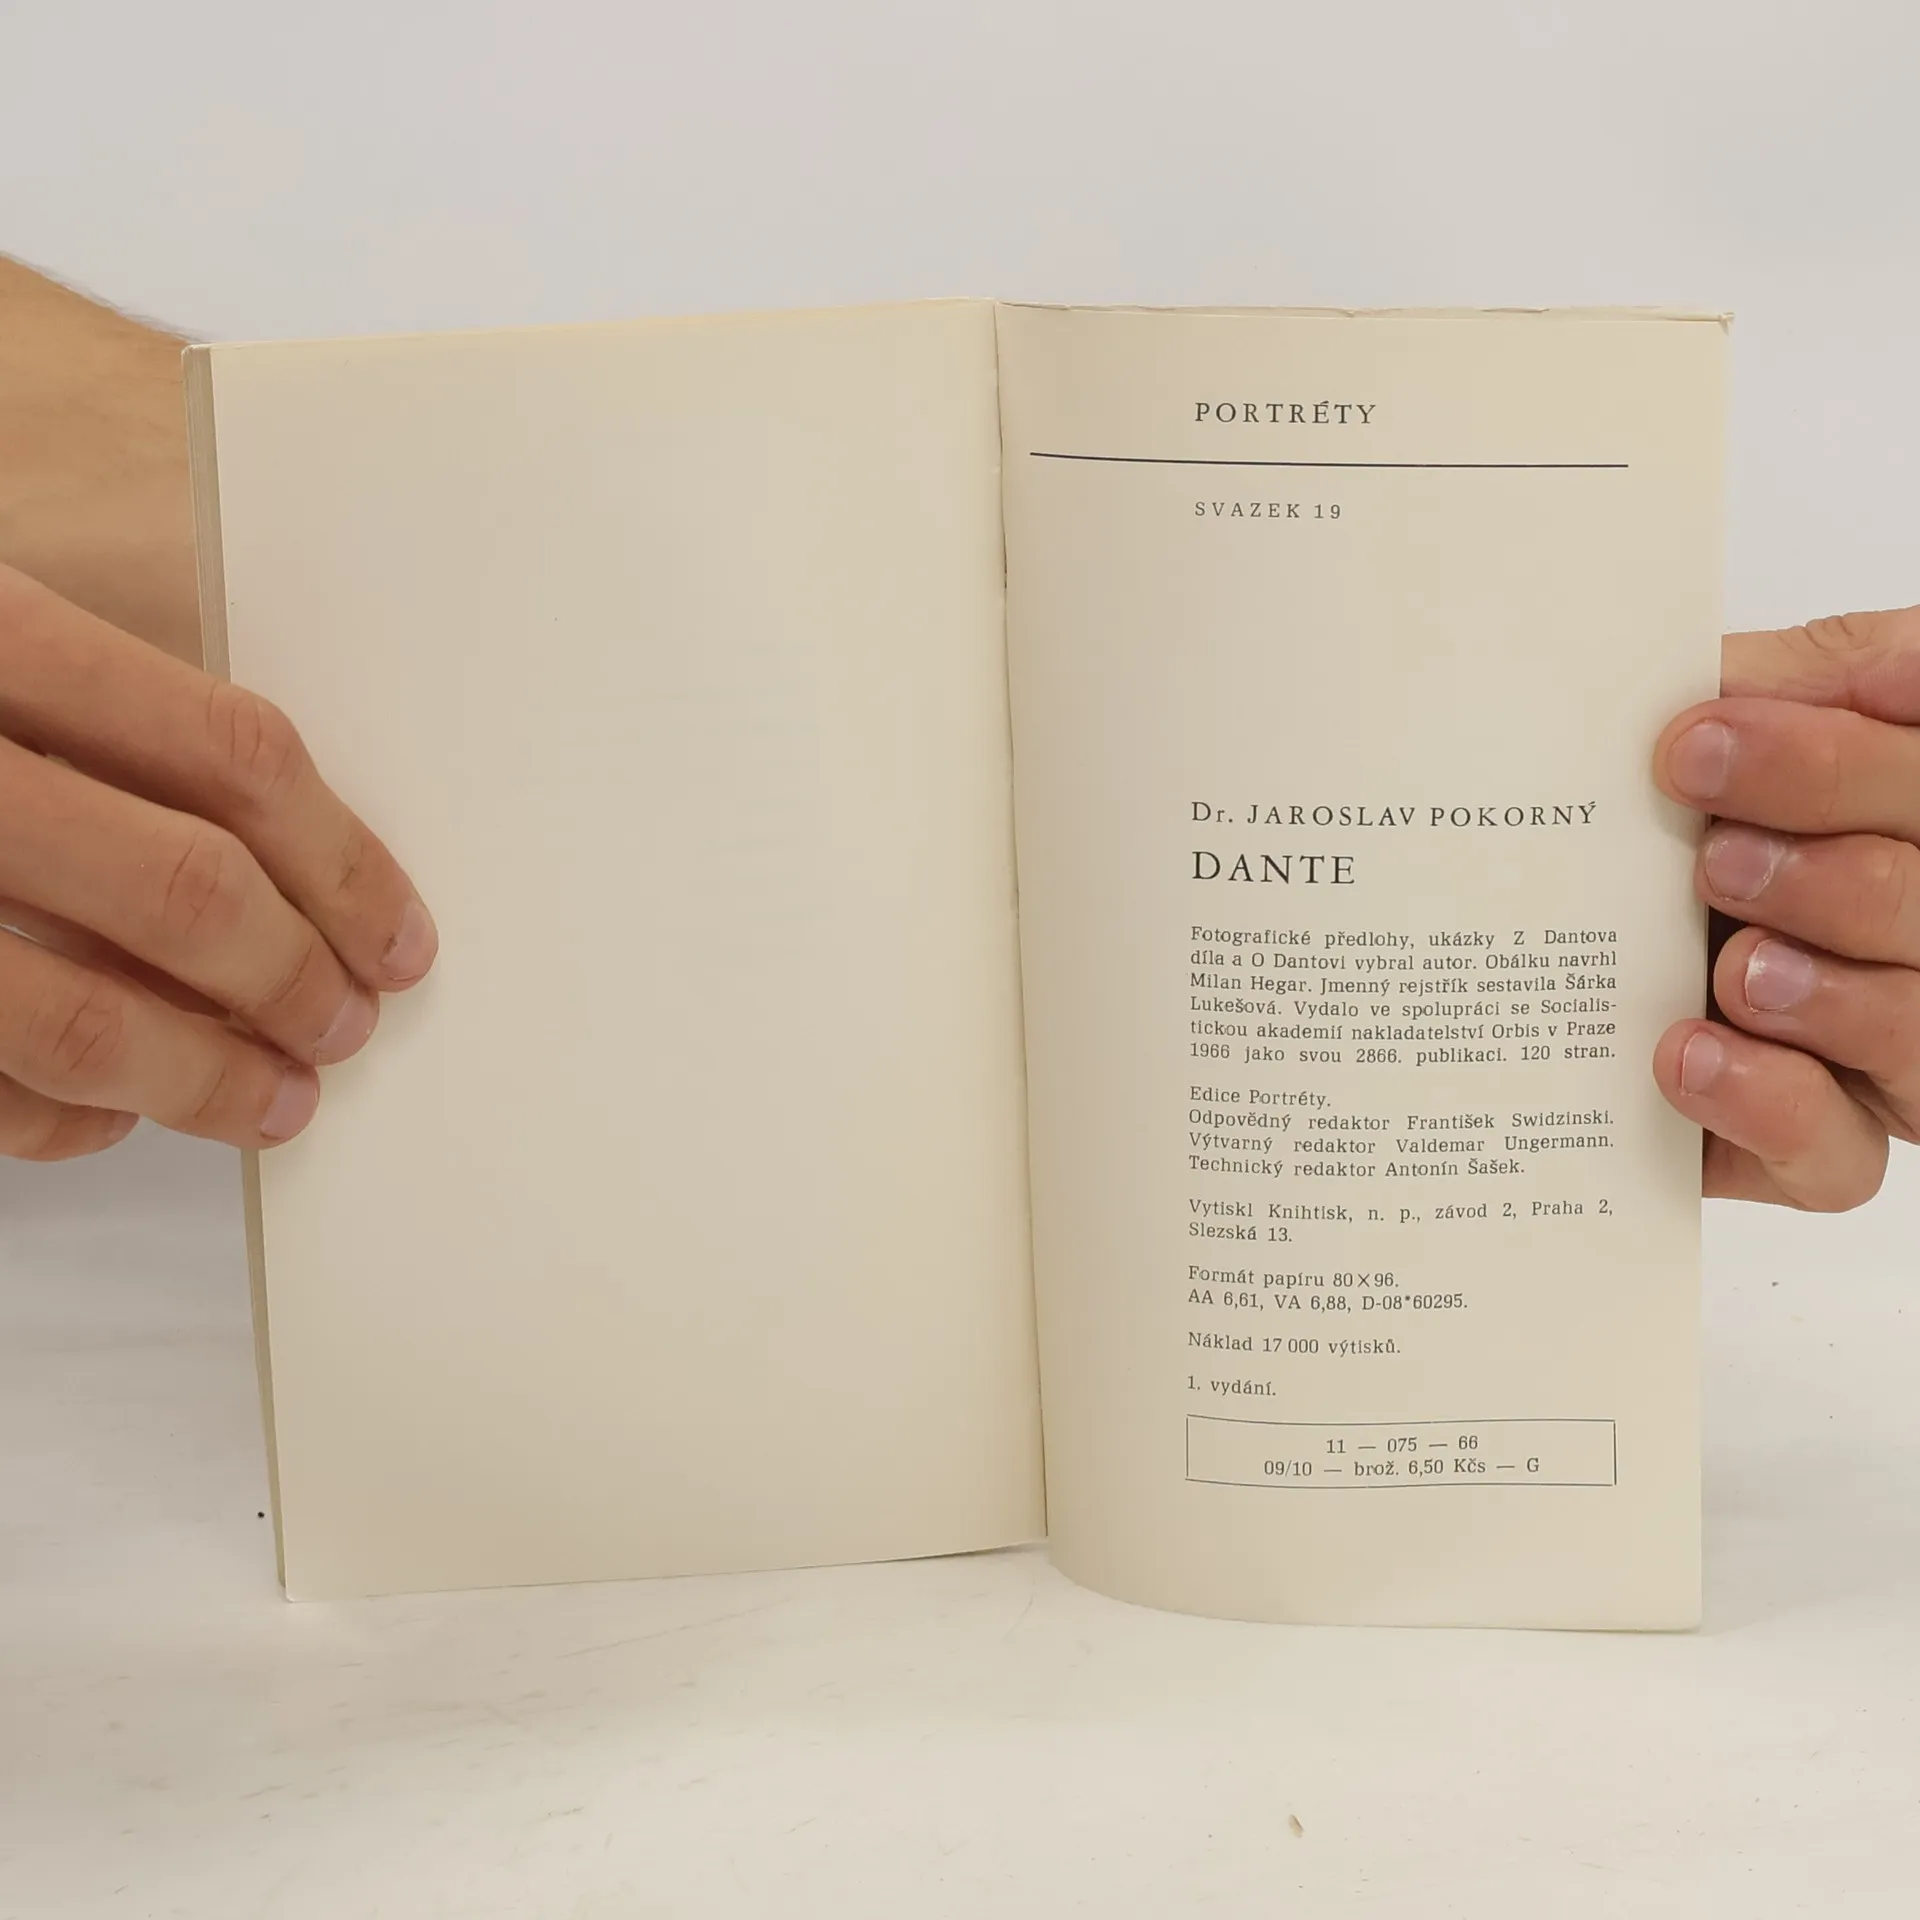 PORTRÉTY
SVAZEK 19
Dr. JAROSLAV POKORNÝ
DANTE
Fotografické předlohy, ukázky Z Dantova
díla a O Dantovi vybral autor. Obálku navrhl
Milan Hegar. Jmenný rejstřík sestavila Šárka
Lukešová. Vydalo ve spolupráci se Socialis-
tickou akademií nakladatelství Orbis v Praze
1966 jako svou 2866. publikaci. 120 stran.
Edice Portréty.
Odpovědný redaktor František Swidzinski.
Výtvarný redaktor Valdemar Ungermann.
Technický redaktor Antonín Šašek.
Vytiskl Knihtisk, n. p., závod 2, Praha 2,
Slezská 13.
Formát papíru 80×96.
AA 6,61, VA 6,88, D-08*60295.
Náklad 17 000 výtisků.
1. vydání.
11 — 075 — 66
09/10 — brož. 6,50 Kčs — G